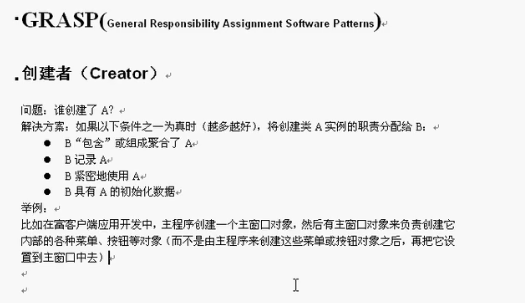 ·GRASP(General Responsibility Assignment Software Patterns)
·创建者（Creator）
问题：谁创建了 A？
解决方案：如果以下条件之一为真时（越多越好），将创建类 A 实例的职责分配给 B：
● B“包含”或组成聚合了 A
● B 记录 A
● B 紧密地使用 A
● B 具有 A 的初始化数据
举例：
比如在富客户端应用开发中，主程序创建一个主窗口对象，然后有主窗口对象来负责创建它
内部的各种菜单、按钮等对象（而不是由主程序来创建这些菜单或按钮对象之后，再把它设
置到主窗口中去）